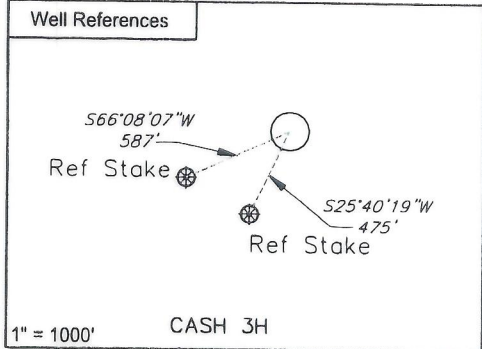 Well References
S66°08'07"W
587'
Ref Stake
S25°40'19"W
475'
Ref Stake
1" = 1000'
CASH 3H